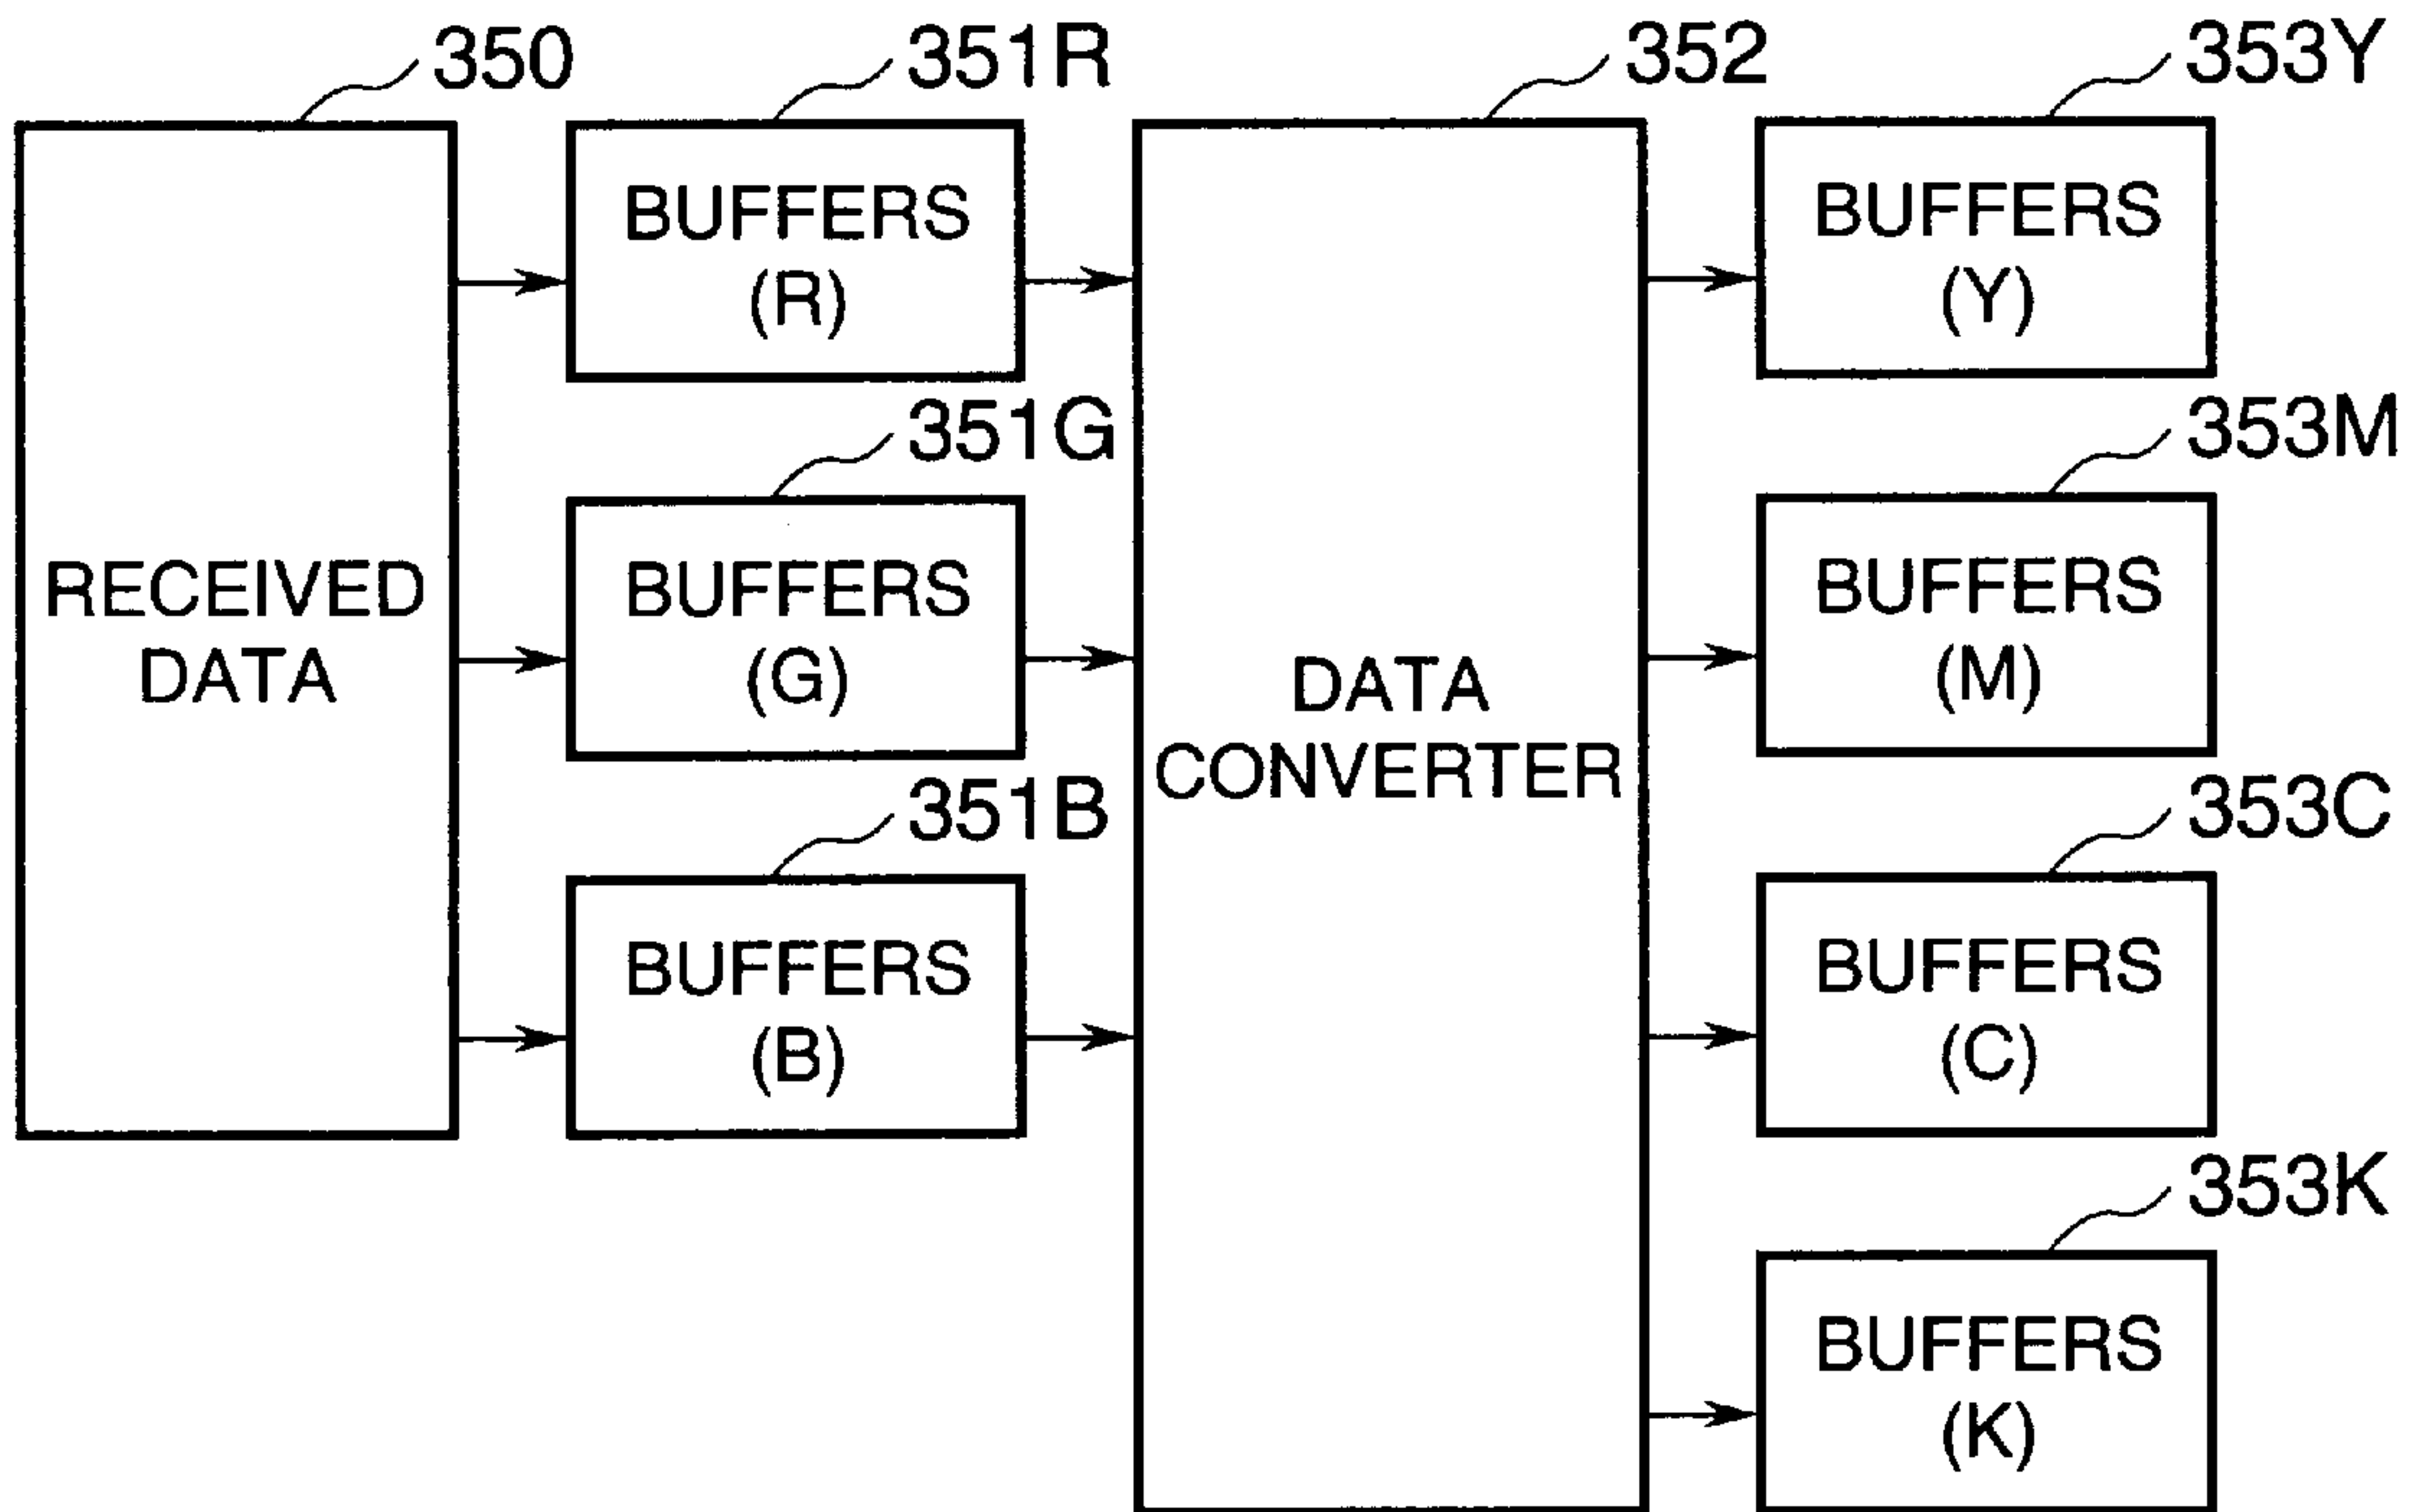 350
351R
352
353Y
BUFFERS
(R)
BUFFERS
(Y)
351G
353M
RECEIVED
DATA
BUFFERS
(G)
DATA
CONVERTER
BUFFERS
(M)
351B
353C
BUFFERS
(B)
BUFFERS
(C)
353K
BUFFERS
(K)